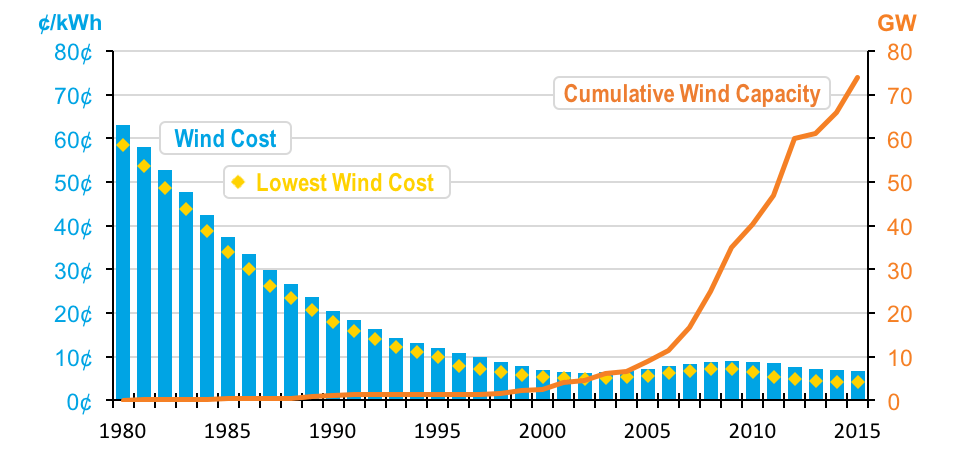 ¢/kWh GW
80¢ 80
70¢ 70
Cumulative Wind Capacity
60¢ Wind Cost 60
50¢ Lowest Wind Cost 50
40¢ 40
30¢ 30
20¢ 20
10¢ 10
0¢ 0
1980 1985 1990 1995 2000 2005 2010 2015